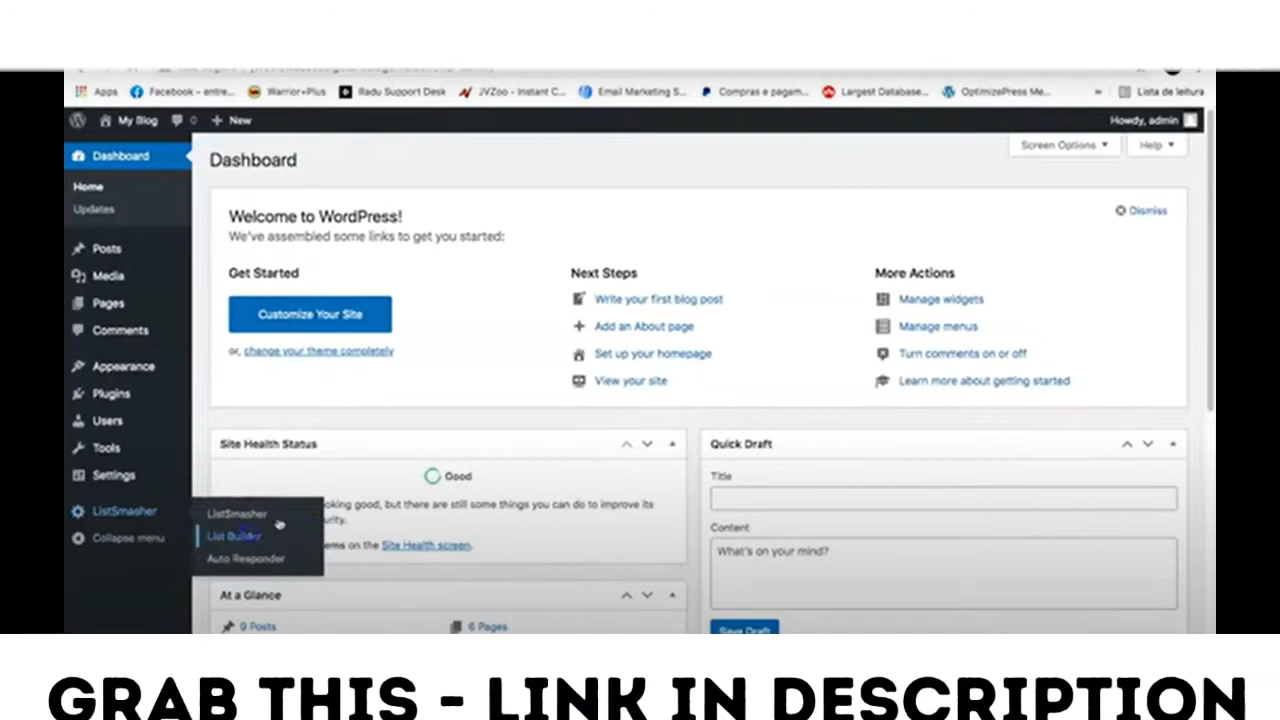 Apps Facebook - entre... Warrior+Plus Radu Support Desk JVZoo - Instant C... Email Marketing S... Compras e pagam... Largest Database... OptimizePress Me... » Lista de leitura
My Blog 0 + New Howdy, admin
Screen Options ▼ Help ▼
Dashboard
Home
Updates
Posts
Media
Pages
Comments
Appearance
Plugins
Users
Tools
Settings
ListSmasher
Collapse menu
ListSmasher
List Builder
Auto Responder
Dashboard
Welcome to WordPress!
Dismiss
We've assembled some links to get you started:
Get Started
Customize Your Site
or, change your theme completely
Next Steps
Write your first blog post
Add an About page
Set up your homepage
View your site
More Actions
Manage widgets
Manage menus
Turn comments on or off
Learn more about getting started
Site Health Status
Good
oking good, but there are still some things you can do to improve its
urity.
ems on the Site Health screen.
At a Glance
9 Posts 6 Pages
Quick Draft
Title
Content
What's on your mind?
Save Draft
GRAB THIS - LINK IN DESCRIPTION